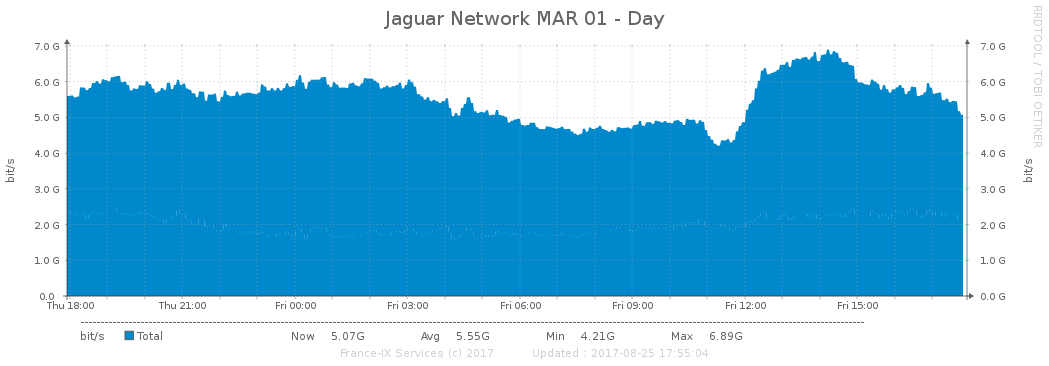 Jaguar Network MAR 01 - Day
RRDTOOL / TOBI OETIKER
7.0 G 7.0 G
6.0 G 6.0 G
5.0 G 5.0 G
4.0 G 4.0 G
3.0 G 3.0 G
2.0 G 2.0 G
1.0 G 1.0 G
0.0 0.0 G
bit/s bit/s
Thu 18:00 Thu 21:00 Fri 00:00 Fri 03:00 Fri 06:00 Fri 09:00 Fri 12:00 Fri 15:00
bit/s Total Now 5.07G Avg 5.55G Min 4.21G Max 6.89G
France-IX Services (c) 2017 Updated : 2017-08-25 17:55:04